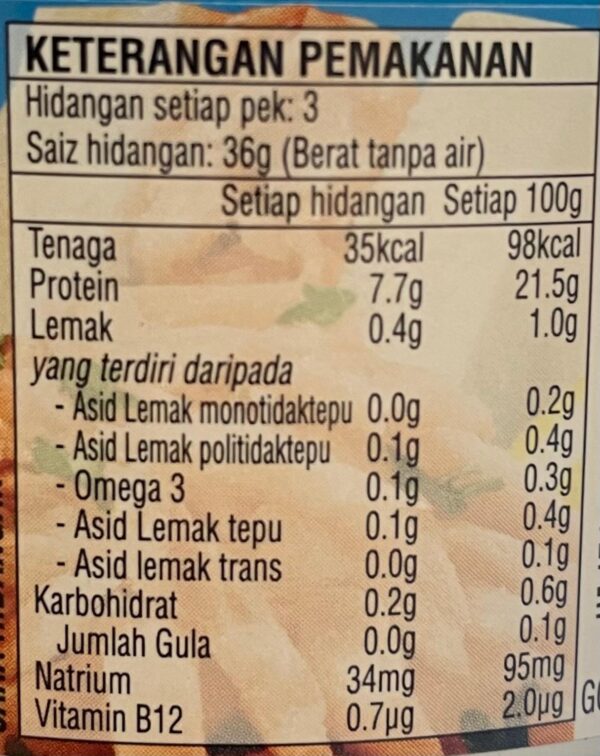 KETERANGAN PEMAKANAN
Hidangan setiap pek: 3
Saiz hidangan: 36g (Berat tanpa air)
Setiap hidangan Setiap 100g
Tenaga 35kcal 98kcal
Protein 7.7g 21.5g
Lemak 0.4g 1.0g
yang terdiri daripada
- Asid Lemak monotidaktepu 0.0g 0.2g
- Asid Lemak politidaktepu 0.1g 0.4g
- Omega 3 0.1g 0.3g
- Asid Lemak tepu 0.1g 0.4g
- Asid lemak trans 0.0g 0.1g
Karbohidrat 0.2g 0.6g
Jumlah Gula 0.0g 0.1g
Natrium 34mg 95mg
Vitamin B12 0.7µg 2.0µg